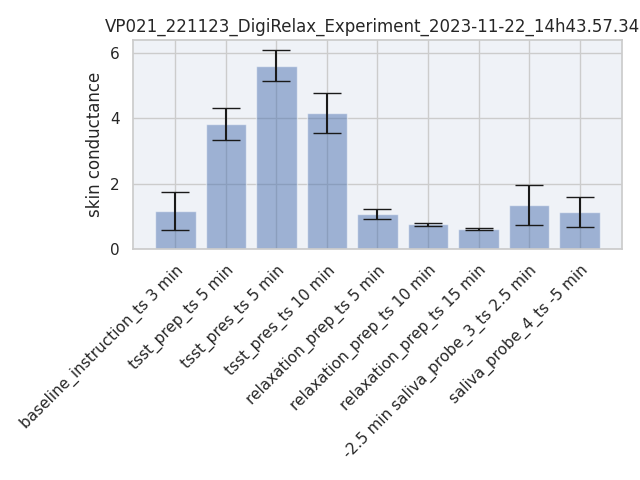 VP021_221123_DigiRelax_Experiment_2023-11-22_14h43.57.34
skin conductance
6
4
2
0
baseline_instruction_ts 3 min
tsst_prep_ts 5 min
tsst_pres_ts 5 min
tsst_pres_ts 10 min
relaxation_prep_ts 5 min
relaxation_prep_ts 10 min
relaxation_prep_ts 15 min
-2.5 min saliva_probe_3_ts 2.5 min
saliva_probe_4_ts -5 min